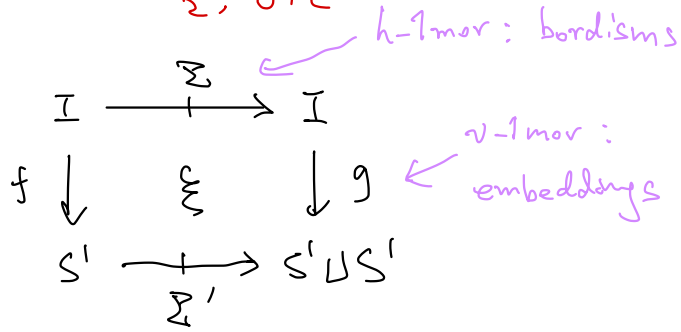 h-1mor: bordisms
Σ
I I
v-1mor:
f ξ g
embeddings
S¹ S¹⊔S¹
Σ'